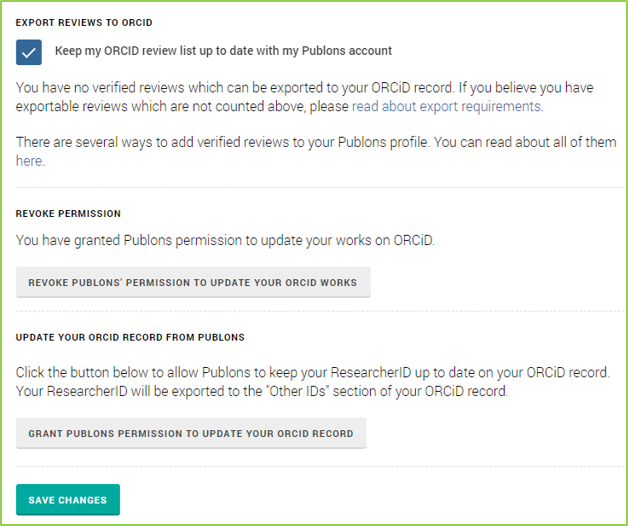 EXPORT REVIEWS TO ORCID
Keep my ORCID review list up to date with my Publons account
You have no verified reviews which can be exported to your ORCiD record. If you believe you have
exportable reviews which are not counted above, please read about export requirements.
There are several ways to add verified reviews to your Publons profile. You can read about all of them
here.
REVOKE PERMISSION
You have granted Publons permission to update your works on ORCiD.
REVOKE PUBLONS' PERMISSION TO UPDATE YOUR ORCID WORKS
UPDATE YOUR ORCID RECORD FROM PUBLONS
Click the button below to allow Publons to keep your ResearcherID up to date on your ORCiD record.
Your ResearcherID will be exported to the "Other IDs" section of your ORCiD record.
GRANT PUBLONS PERMISSION TO UPDATE YOUR ORCID RECORD
SAVE CHANGES